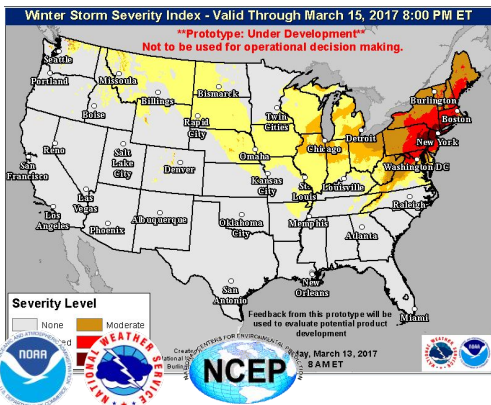 Winter Storm Severity Index - Valid Through March 15, 2017 8:00 PM ET
**Prototype: Under Development**
Not to be used for operational decision making.
Seattle
Portland
Missoula
Billings
Bismarck
Boise
Rapid
City
Twin
Cities
Burlington
Boston
Detroit
Chicago
New York
Reno
Salt
Lake
City
Omaha
Washington DC
San
Francisco
Denver
Kansas
City
St
Louis
Louisville
Raleigh
Las
Vegas
Los
Angeles
Phoenix
Albuquerque
Oklahoma
City
Memphis
Atlanta
San
Antonio
New
Orleans
Miami
Severity Level
None
Moderate
Feedback from this prototype will be
used to evaluate potential product
development
March 13, 2017
8 AM ET
NOAA
NATIONAL WEATHER SERVICE
NCEP